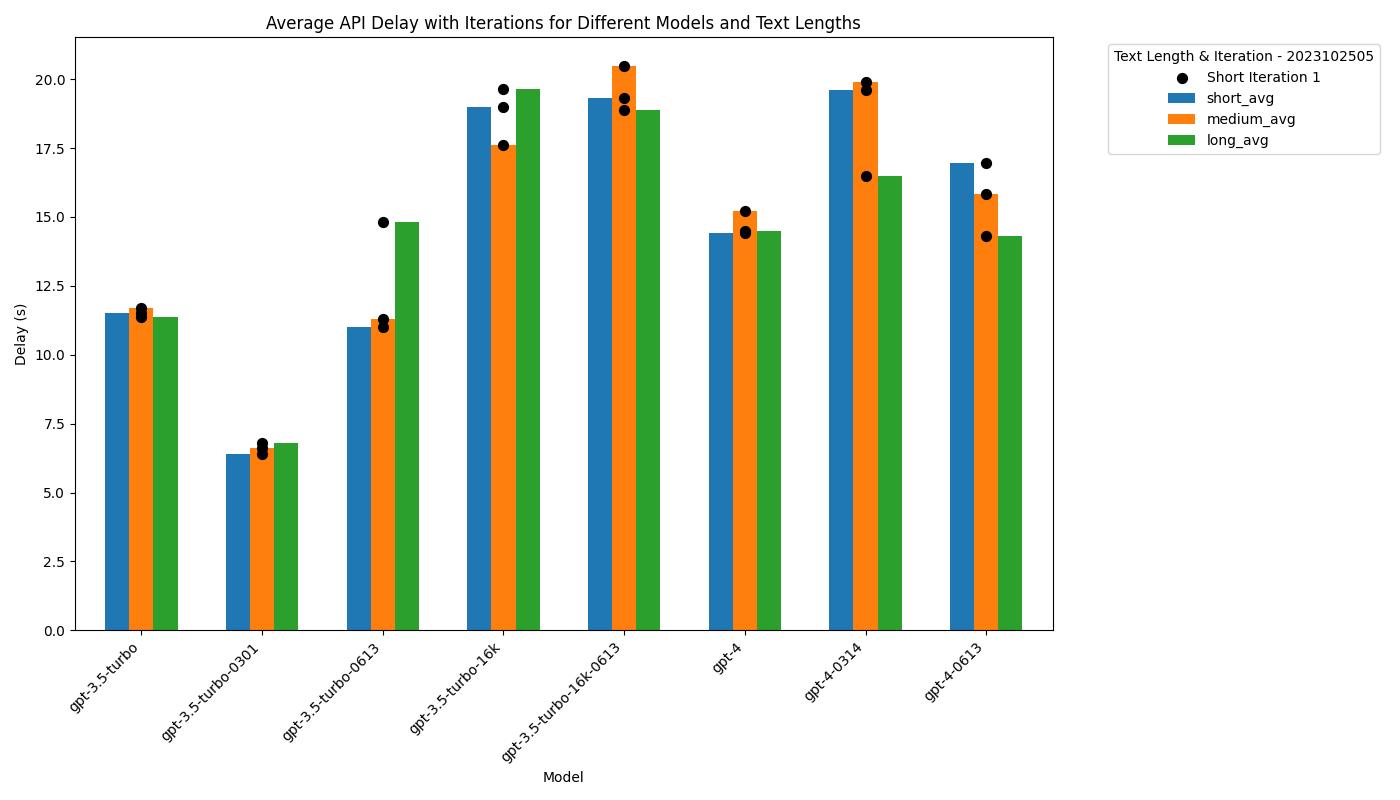 Average API Delay with Iterations for Different Models and Text Lengths
Text Length & Iteration - 2023102505
Short Iteration 1
short_avg
medium_avg
long_avg
Delay (s)
20.0
17.5
15.0
12.5
10.0
7.5
5.0
2.5
0.0
gpt-3.5-turbo
gpt-3.5-turbo-0301
gpt-3.5-turbo-0613
gpt-3.5-turbo-16k
gpt-3.5-turbo-16k-0613
gpt-4
gpt-4-0314
gpt-4-0613
Model